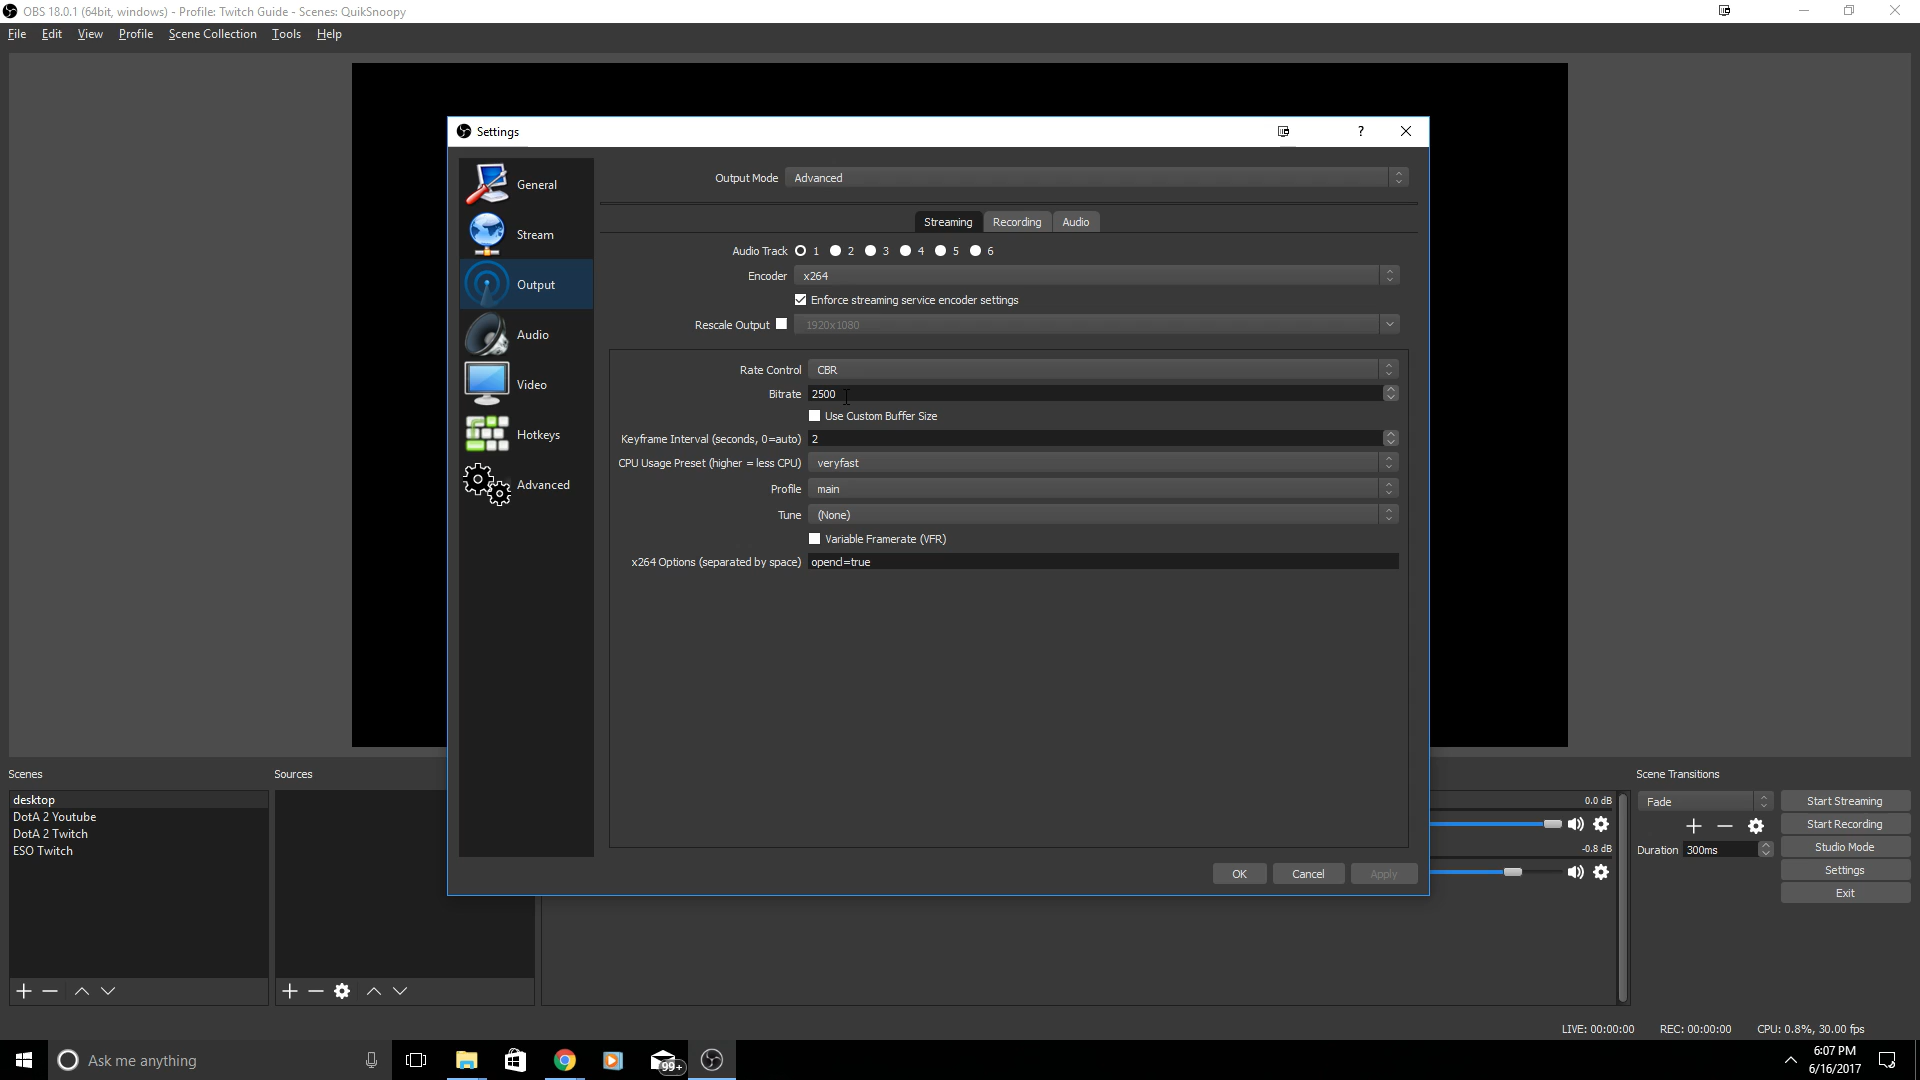 OBS 18.0.1 (64bit, windows) - Profile: Twitch Guide - Scenes: QuikSnoopy
File Edit View Profile Scene Collection Tools Help
Settings
?
General
Stream
Output
Audio
Video
Hotkeys
Advanced
Output Mode Advanced
Streaming Recording Audio
Audio Track 1 2 3 4 5 6
Encoder x264
Enforce streaming service encoder settings
Rescale Output 1920x1080
Rate Control CBR
Bitrate 2500
Use Custom Buffer Size
Keyframe Interval (seconds, 0=auto) 2
CPU Usage Preset (higher = less CPU) veryfast
Profile main
Tune (None)
Variable Framerate (VFR)
x264 Options (separated by space) opencl=true
OK Cancel Apply
Scenes
desktop
DotA 2 Youtube
DotA 2 Twitch
ESO Twitch
Sources
0.0 dB
-0.8 dB
Scene Transitions
Fade
Duration 300ms
Start Streaming
Start Recording
Studio Mode
Settings
Exit
LIVE: 00:00:00 REC: 00:00:00 CPU: 0.8%, 30.00 fps
Ask me anything
99+
6:07 PM
6/16/2017